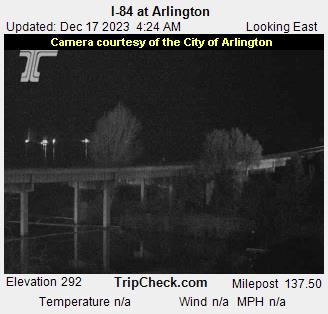 I-84 at Arlington
Updated: Dec 17 2023 4:24 AM Looking East
Camera courtesy of the City of Arlington
Elevation 292 TripCheck.com Milepost 137.50
Temperature n/a Wind n/a MPH n/a